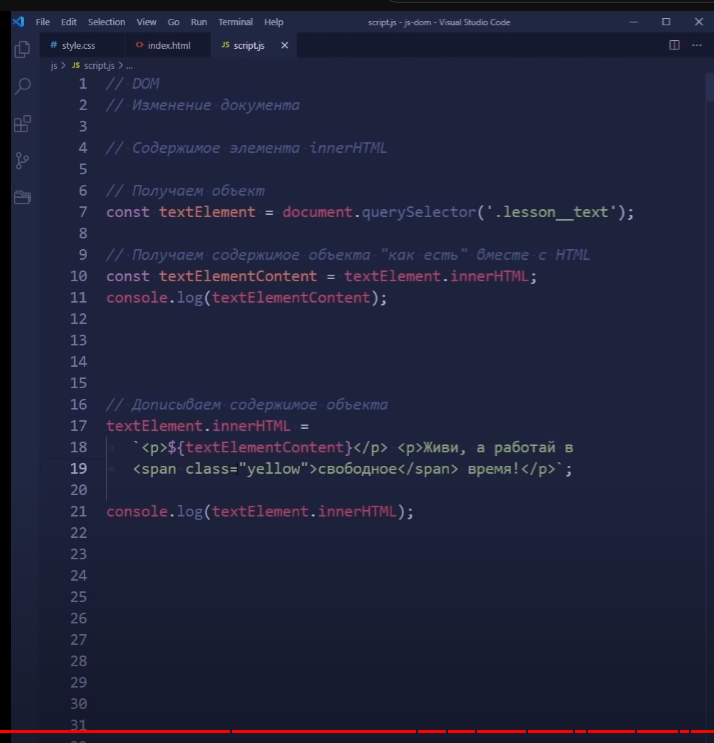 File Edit Selection View Go Run Terminal Help script.js - js-dom - Visual Studio Code
# style.css <> index.html JS script.js
js > JS script.js > ...
1 // DOM
2 // Изменение документа
3
4 // Содержимое элемента innerHTML
5
6 // Получаем объект
7 const textElement = document.querySelector('.lesson__text');
8
9 // Получаем содержимое объекта "как есть" вместе с HTML
10 const textElementContent = textElement.innerHTML;
11 console.log(textElementContent);
12
13
14
15
16 // Дописываем содержимое объекта
17 textElement.innerHTML =
18 `<p>${textElementContent}</p> <p>Живи, а работай в
19 <span class="yellow">свободное</span> время!</p>`;
20
21 console.log(textElement.innerHTML);
22
23
24
25
26
27
28
29
30
31